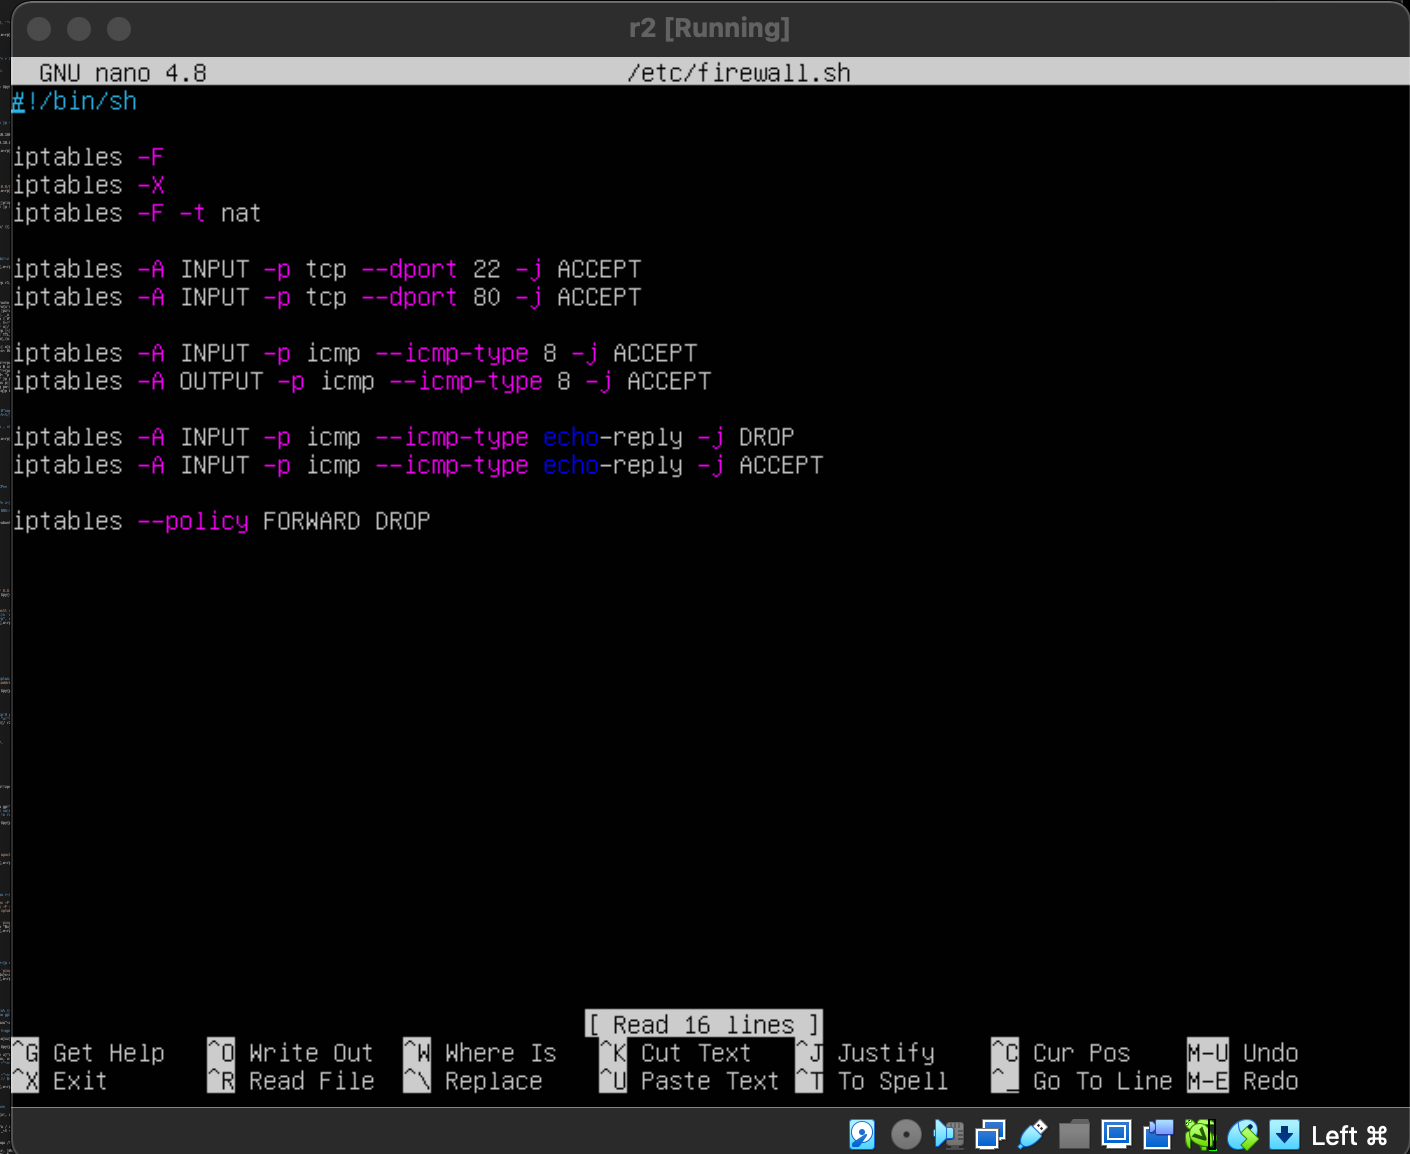 r2 [Running]
GNU nano 4.8 /etc/firewall.sh
#!/bin/sh
iptables -F
iptables -X
iptables -F -t nat
iptables -A INPUT -p tcp --dport 22 -j ACCEPT
iptables -A INPUT -p tcp --dport 80 -j ACCEPT
iptables -A INPUT -p icmp --icmp-type 8 -j ACCEPT
iptables -A OUTPUT -p icmp --icmp-type 8 -j ACCEPT
iptables -A INPUT -p icmp --icmp-type echo-reply -j DROP
iptables -A INPUT -p icmp --icmp-type echo-reply -j ACCEPT
iptables --policy FORWARD DROP
[ Read 16 lines ]
^G Get Help ^O Write Out ^W Where Is ^K Cut Text ^J Justify ^C Cur Pos M-U Undo
^X Exit ^R Read File ^\ Replace ^U Paste Text ^T To Spell ^_ Go To Line M-E Redo
Left ⌘